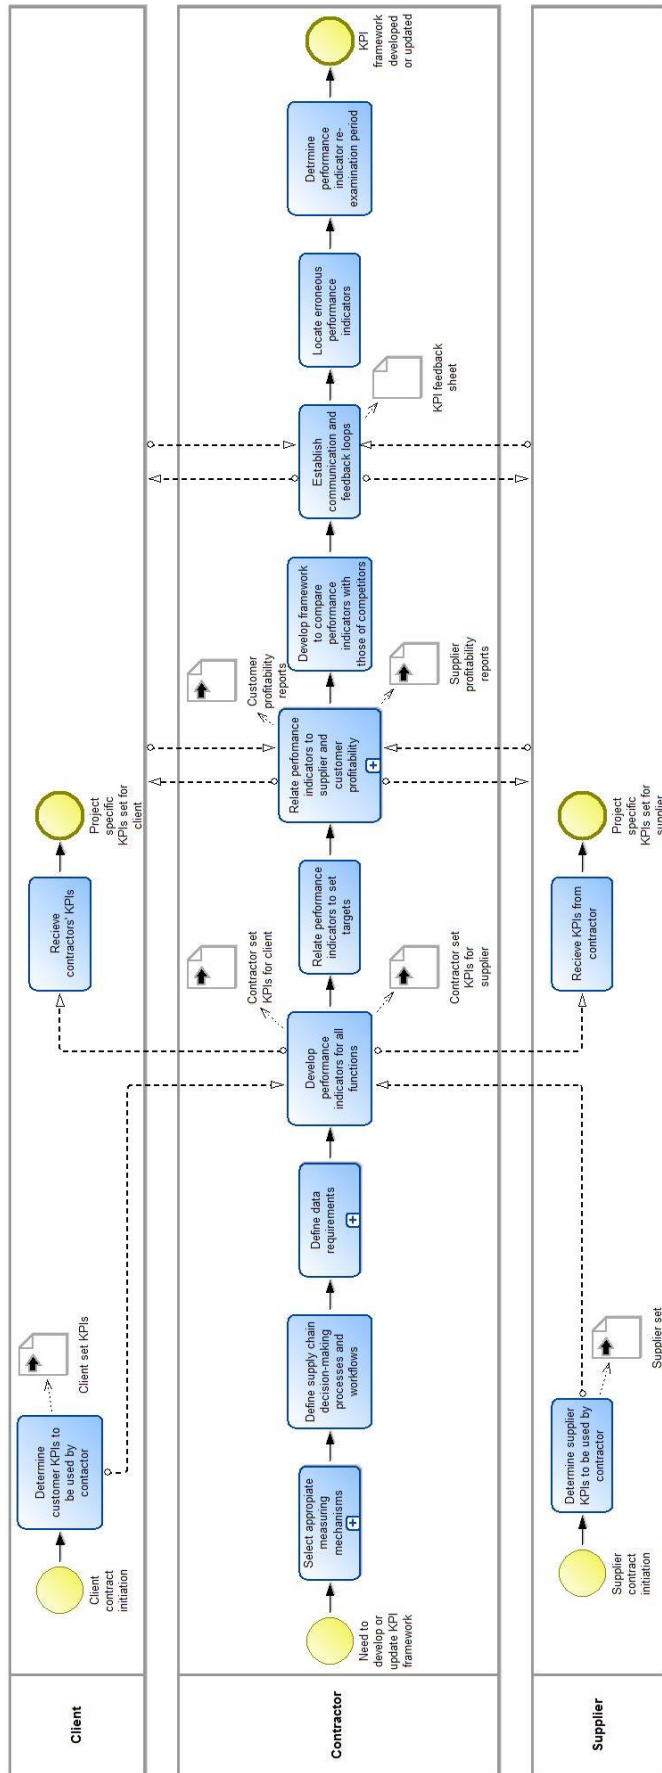 Client
Client
contract
initiation
Determine
customer KPIs to
be used by
contactor
Client set KPIs
Recieve
contractors' KPIs
Project
specific
KPIs set for
client
Contractor
Need to
develop or
update KPI
framework
Select appropiate
measuring
mechanisms
Define supply chain
decision-making
processes and
workflows
Define data
requirements
Develop
performance
indicators for all
functions
Contractor set
KPIs for client
Contractor set
KPIs for
supplier
Relate performance
indicators to set
targets
Relate perfomance
indicators to
supplier and
customer
profitability
Customer
profitability
reports
Supplier
profitability
reports
Develop framework
to compare
performance
indicators with
those of competitors
Establish
communication and
feedback loops
KPI feedback
sheet
Locate erroneous
performance
indicators
Detrmine
performance
indicator re-
examination period
KPI
framework
developed
or updated
Supplier
Supplier
contract
initiation
Determine supplier
KPIs to be used by
contractor
Supplier set
Recieve KPIs from
contractor
Project
specific
KPIs set for
supplier